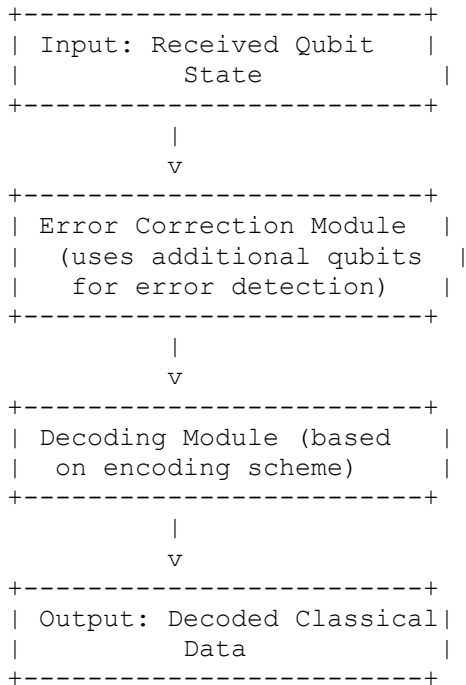 +-------------------------+
| Input: Received Qubit   |
|          State           |
+-------------------------+
          |
          v
+-------------------------+
| Error Correction Module  |
|  (uses additional qubits  |
|   for error detection)   |
+-------------------------+
          |
          v
+-------------------------+
| Decoding Module (based   |
|  on encoding scheme)     |
+-------------------------+
          |
          v
+-------------------------+
| Output: Decoded Classical|
|          Data            |
+-------------------------+